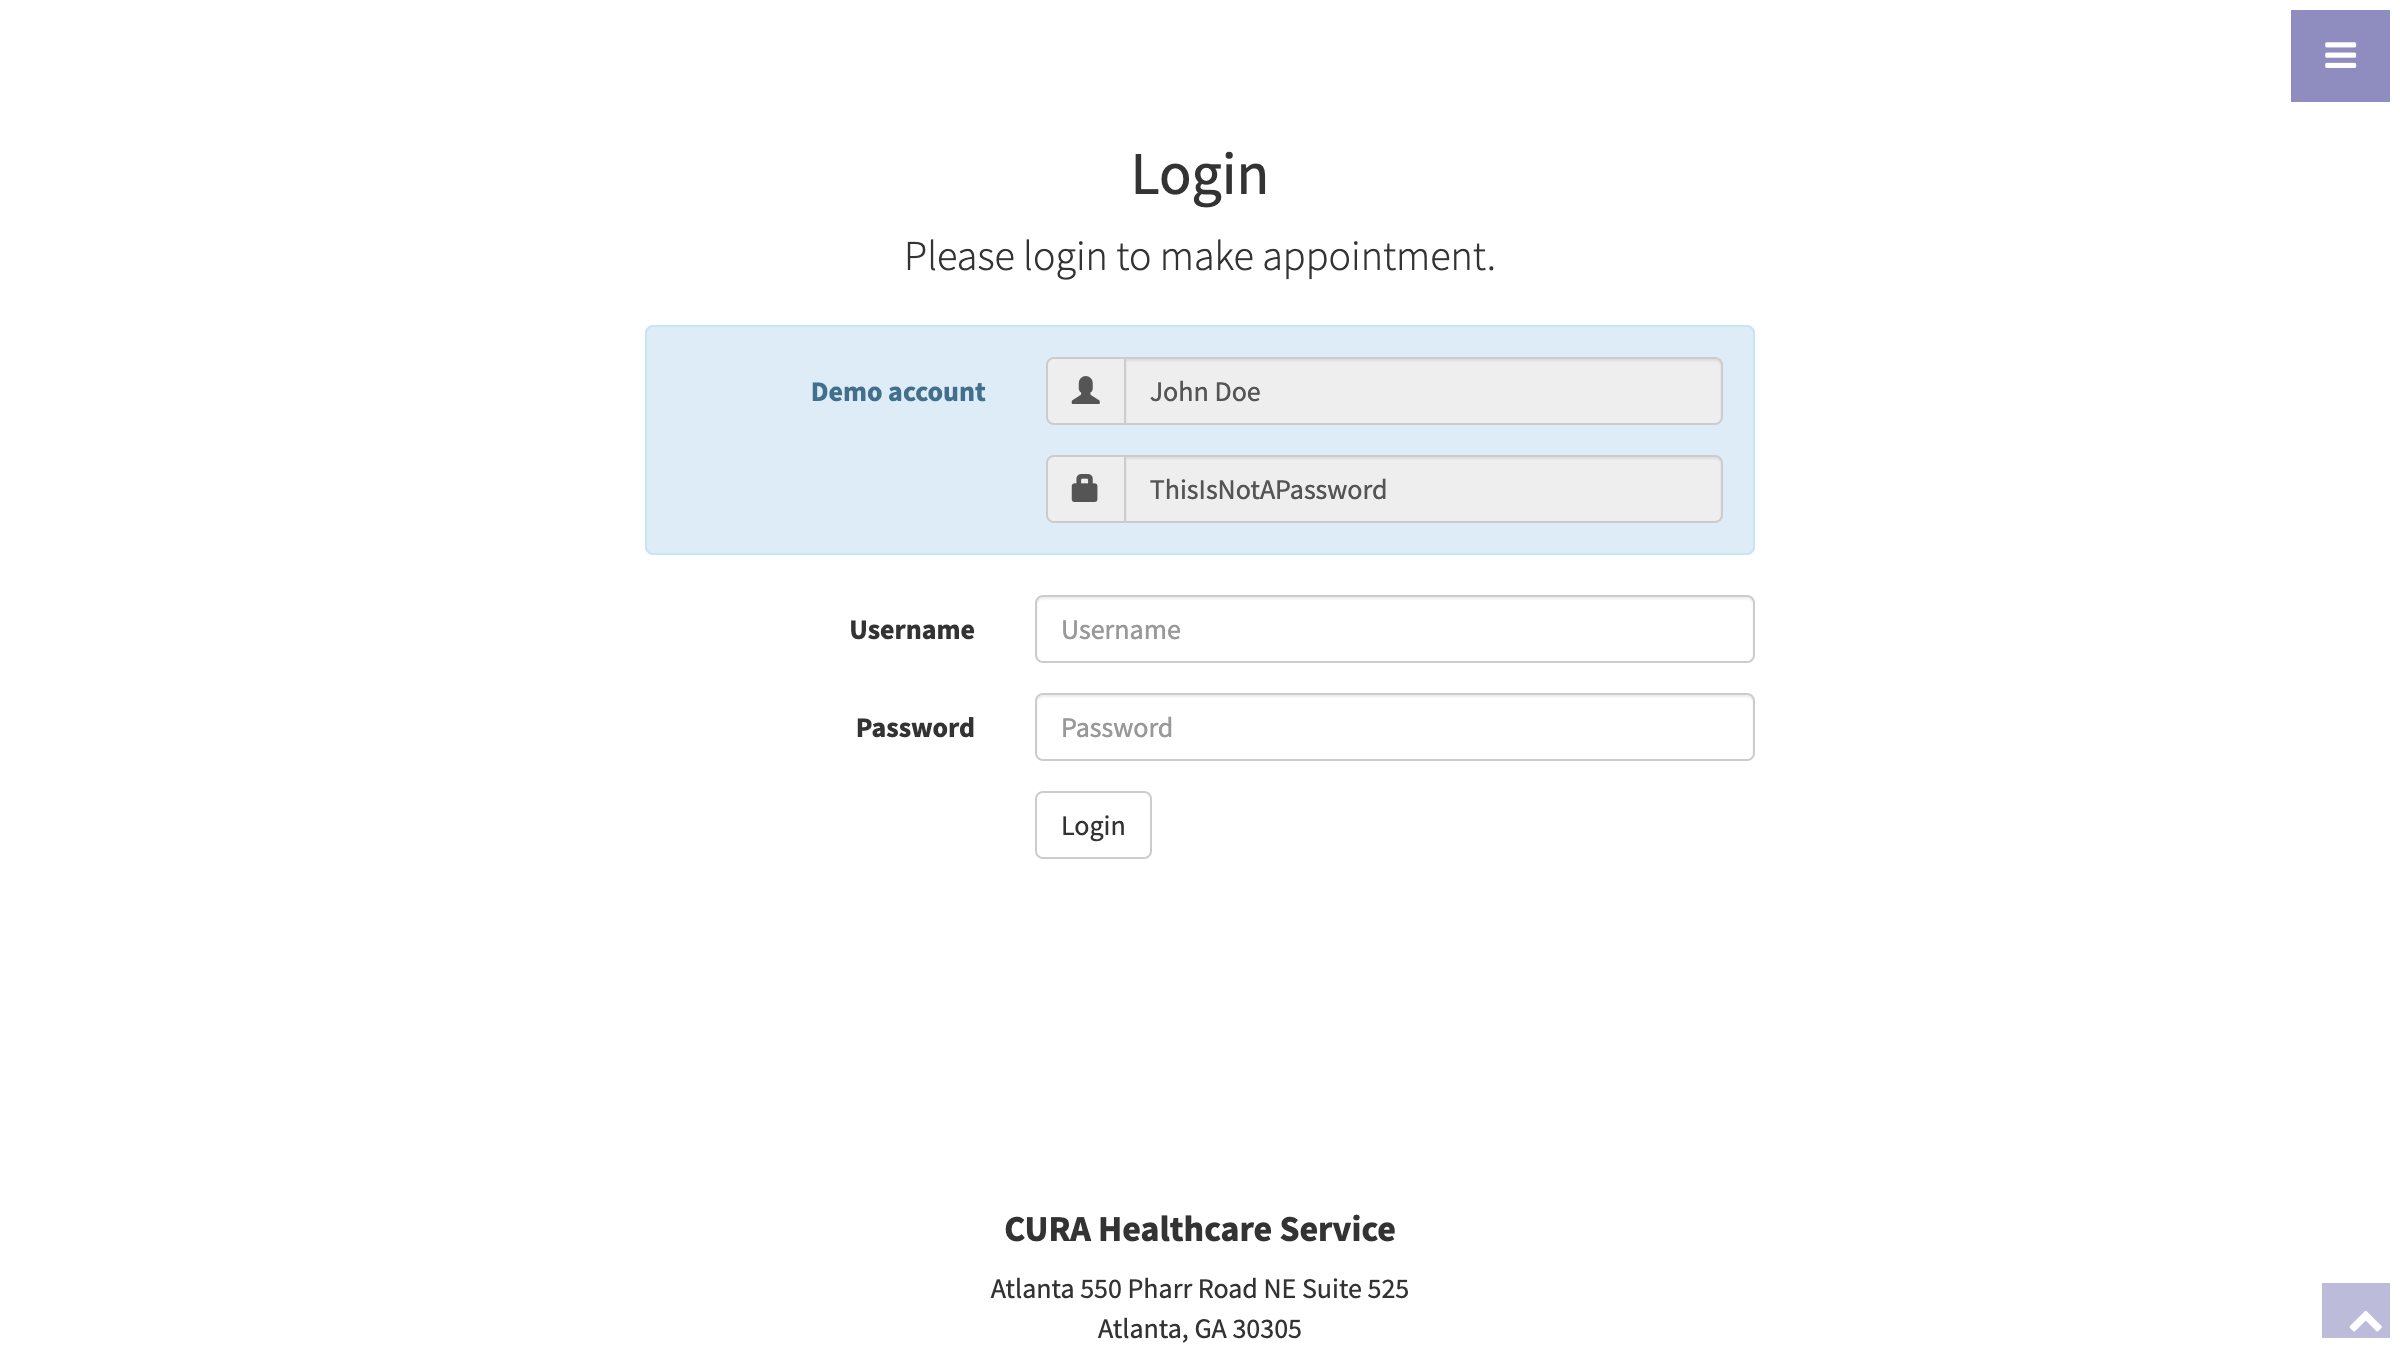 Login
Please login to make appointment.
Demo account
John Doe
ThisIsNotAPassword
Username
Username
Password
Password
Login
CURA Healthcare Service
Atlanta 550 Pharr Road NE Suite 525
Atlanta, GA 30305